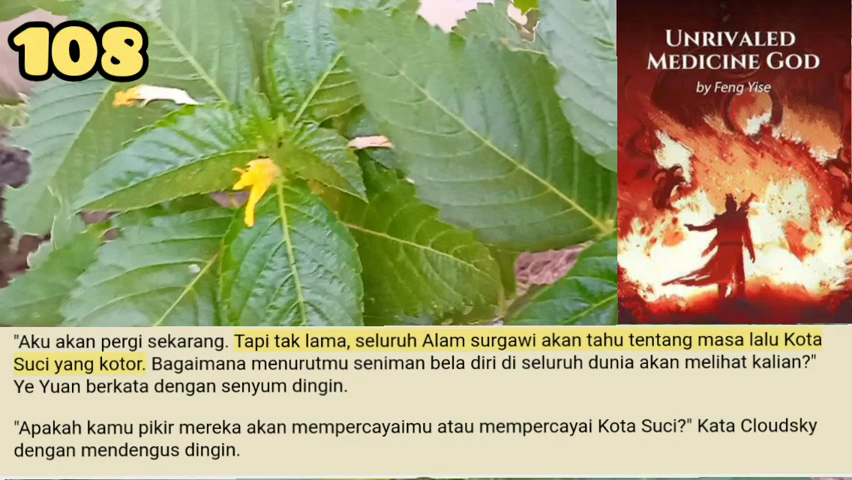 108
UNRIVALED
MEDICINE GOD
by Feng Yise
"Aku akan pergi sekarang. Tapi tak lama, seluruh Alam surgawi akan tahu tentang masa lalu Kota
Suci yang kotor. Bagaimana menurutmu seniman bela diri di seluruh dunia akan melihat kalian?"
Ye Yuan berkata dengan senyum dingin.
"Apakah kamu pikir mereka akan mempercayaimu atau mempercayai Kota Suci?" Kata Cloudsky
dengan mendengus dingin.